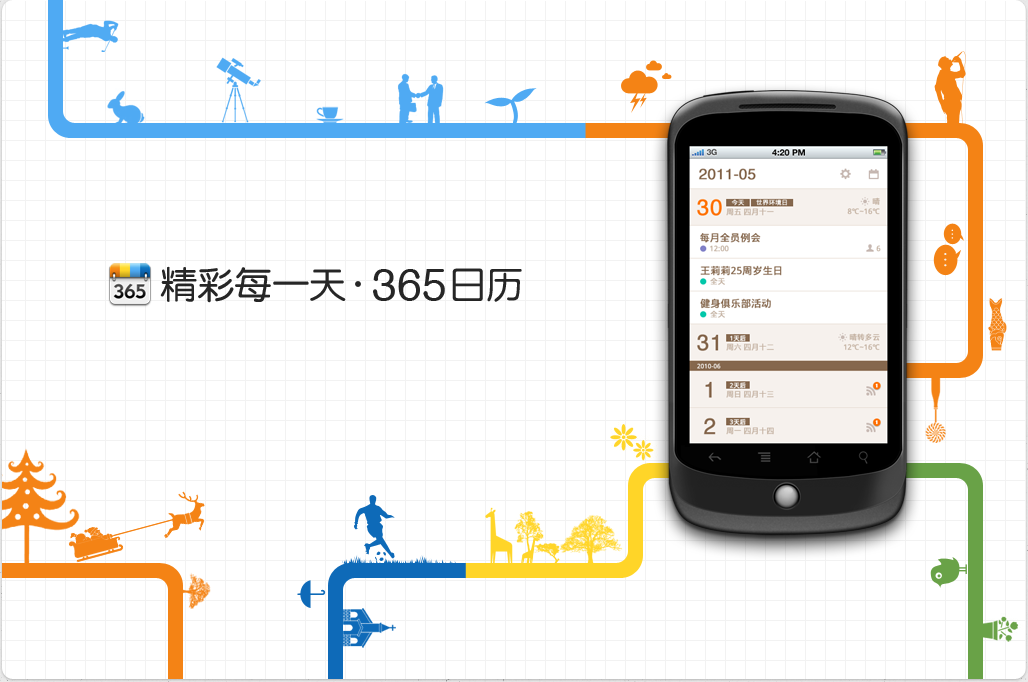 365
精彩每一天·365日历
3G 4:20 PM
2011-05
30 今天 世界环境日 晴
周五 四月十一 8℃~16℃
每月全员例会
12:00 6
王莉莉25周岁生日
全天
健身俱乐部活动
全天
31 1天后 晴转多云
周六 四月十二 12℃~16℃
2010-06
1 2天后
周日 四月十三
2 3天后
周一 四月十四